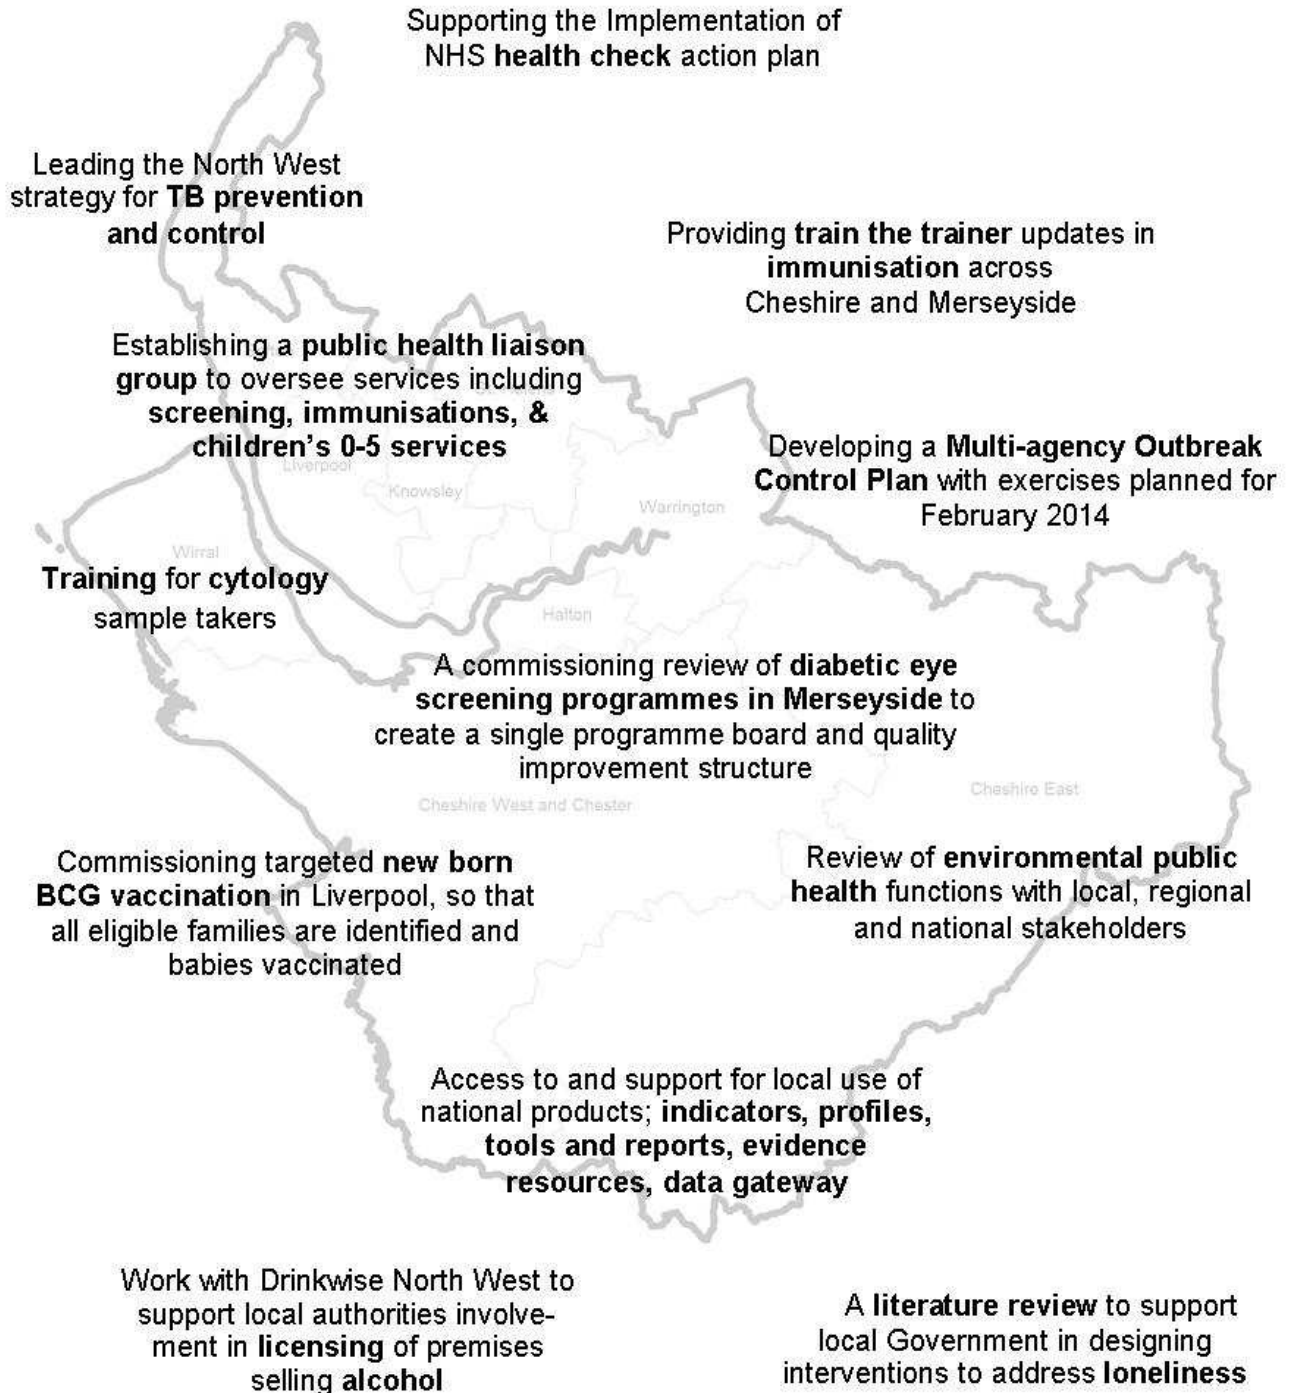 Supporting the Implementation of
NHS health check action plan
Leading the North West
strategy for TB prevention
and control
Providing train the trainer updates in
immunisation across
Cheshire and Merseyside
Establishing a public health liaison
group to oversee services including
screening, immunisations, &
children's 0-5 services
Liverpool
Knowsley
Warrington
Developing a Multi-agency Outbreak
Control Plan with exercises planned for
February 2014
Wirral
Training for cytology
sample takers
Halton
A commissioning review of diabetic eye
screening programmes in Merseyside to
create a single programme board and quality
improvement structure
Cheshire West and Chester
Cheshire East
Commissioning targeted new born
BCG vaccination in Liverpool, so that
all eligible families are identified and
babies vaccinated
Review of environmental public
health functions with local, regional
and national stakeholders
Access to and support for local use of
national products; indicators, profiles,
tools and reports, evidence
resources, data gateway
Work with Drinkwise North West to
support local authorities involve-
ment in licensing of premises
selling alcohol
A literature review to support
local Government in designing
interventions to address loneliness